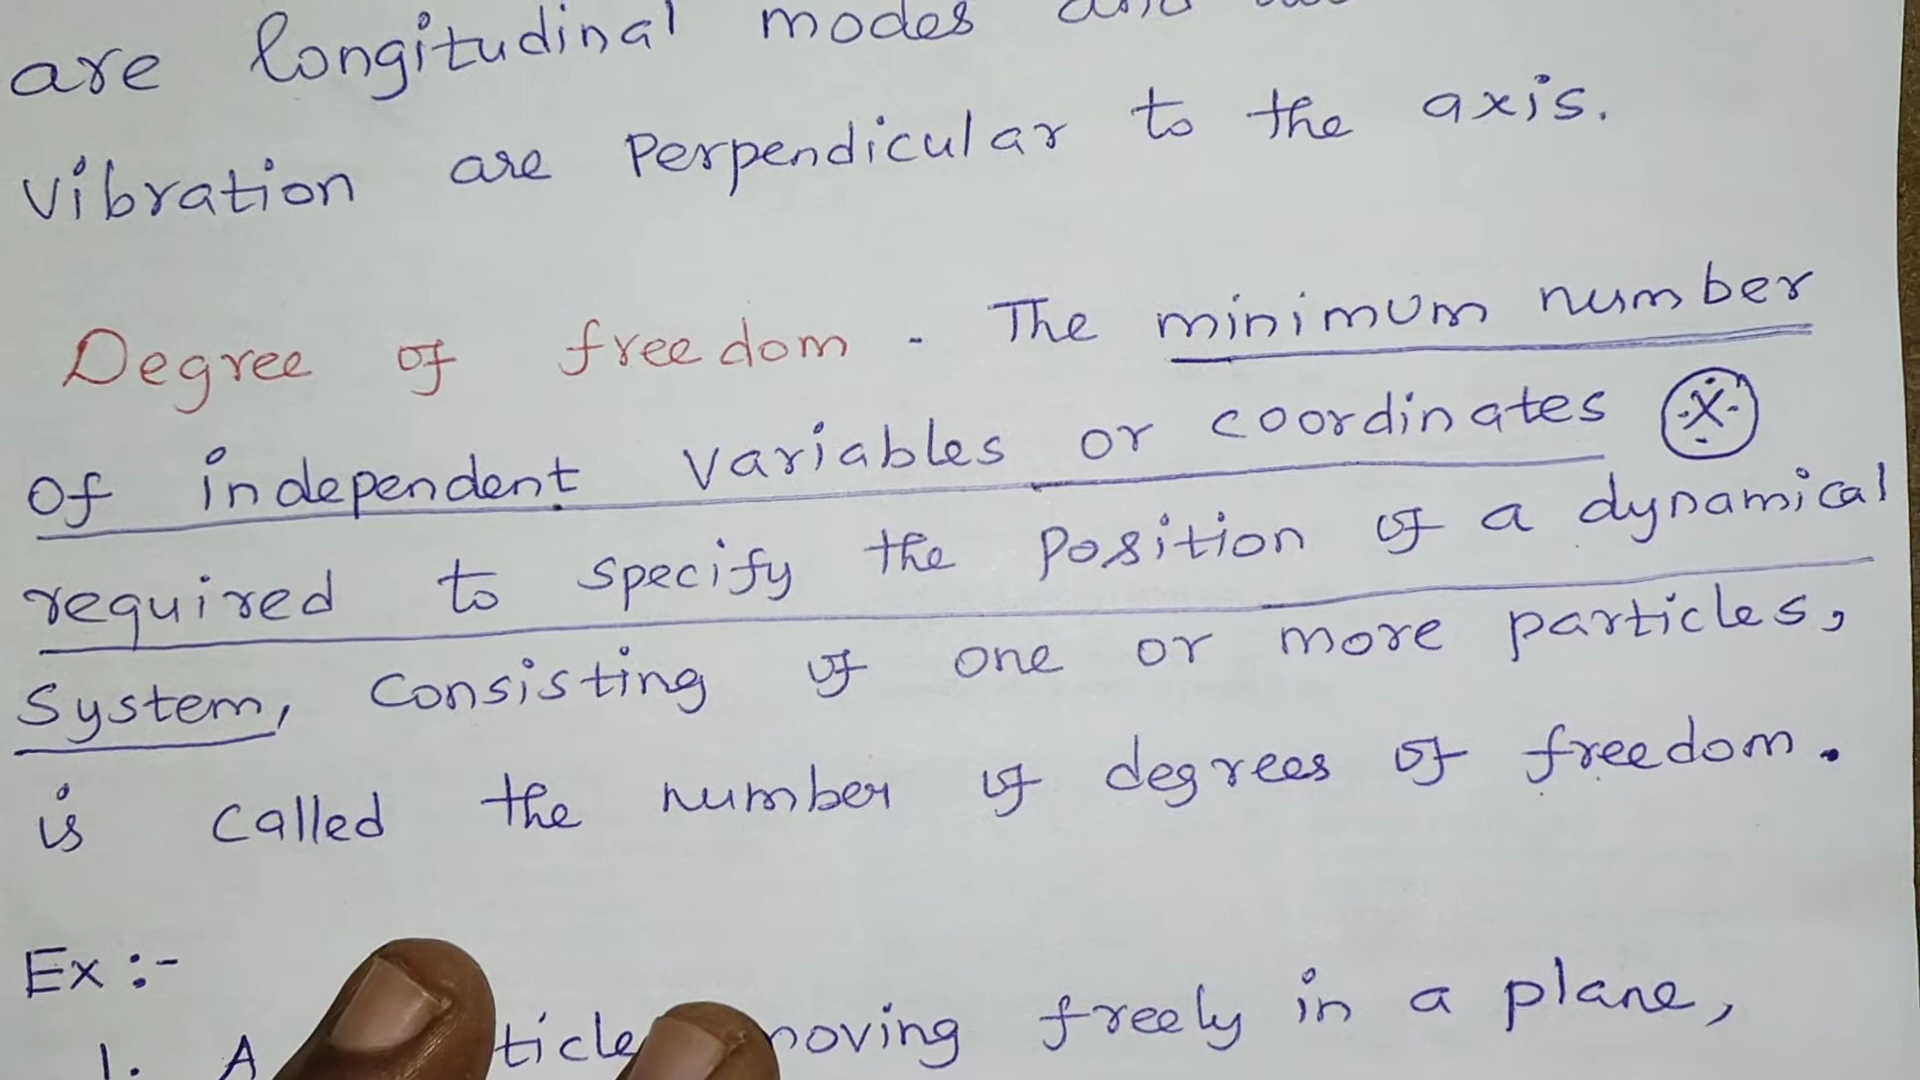 are longitudinal modes and
vibration are Perpendicular to the axis.
Degree of freedom - The minimum number
of independent variables or coordinates
required to specify the position of a dynamical
System, consisting of one or more particles,
is called the number of degrees of freedom.
Ex :-
1. A ticle moving freely in a plane,